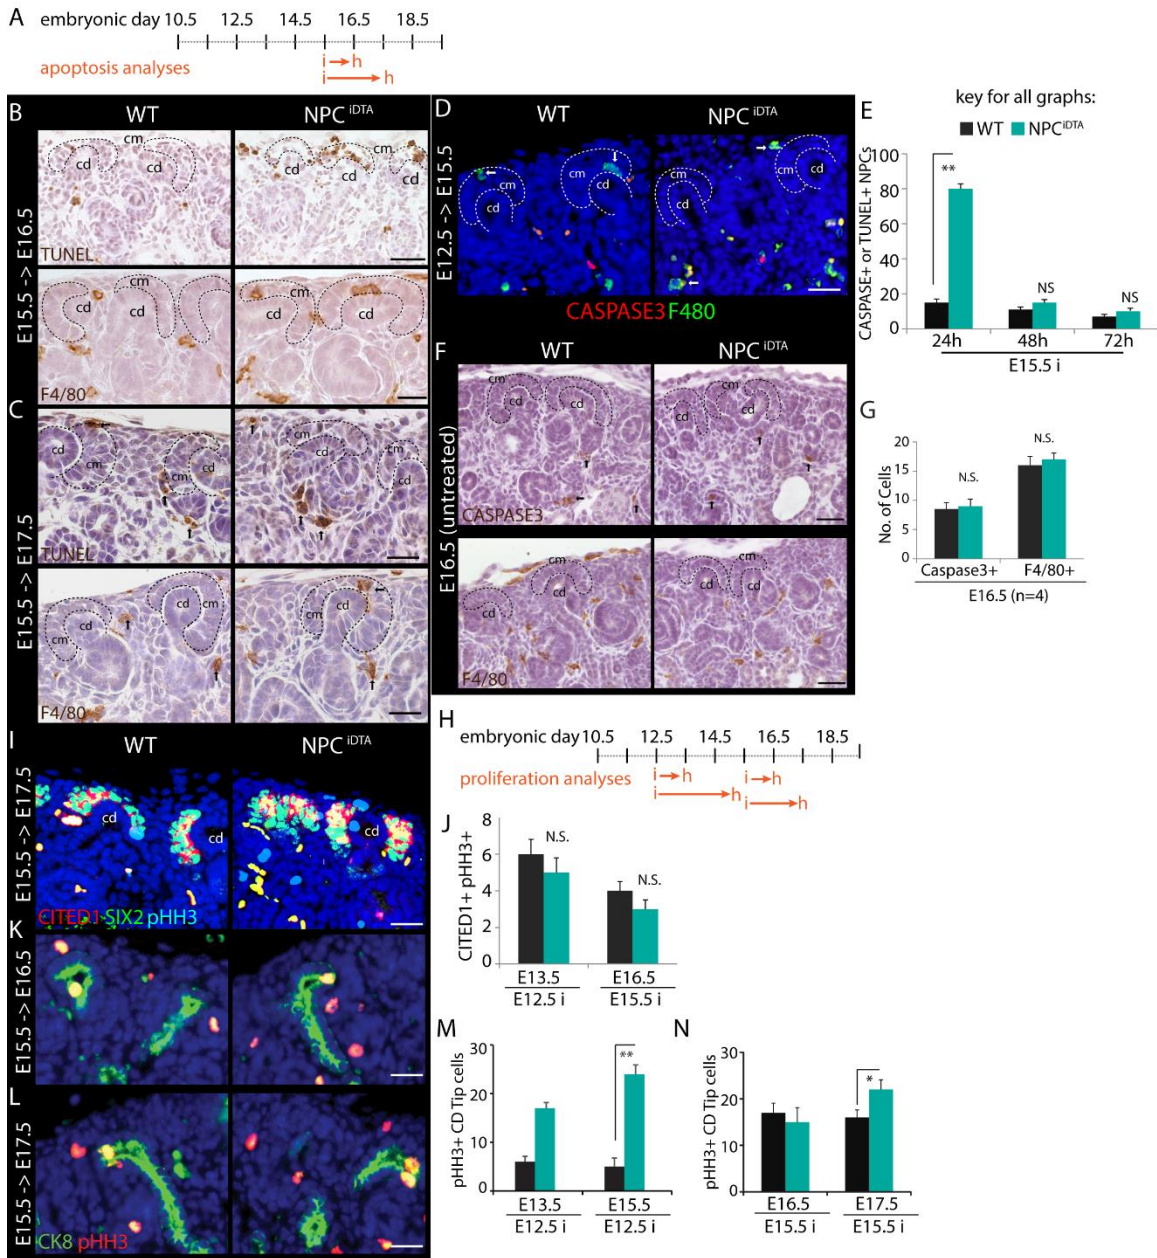 A
embryonic day 10.5 12.5 14.5 16.5 18.5
apoptosis analyses
i h
i h
B
WT NPC iDTA
E15.5 -> E16.5
cm cd cd
cm cm cd cd cd
TUNEL
cm cd cd
cm cd cd
F4/80
C
E15.5 -> E17.5
cd cm cm cd
cd cm cd
TUNEL
cd cm cm cd
cd cm
F4/80
D
WT NPC iDTA
E12.5 -> E15.5
cm cd cm cd
cm cd cm cd
CASPASE3 F480
E
key for all graphs:
WT NPC iDTA
CASPASE+ or TUNEL+ NPCs
100
80
60
40
20
0
**
NS
NS
24h 48h 72h
E15.5 i
F
WT NPC iDTA
E16.5 (untreated)
cm cd cd
cm cd cd
CASPASE3
cm cd cd
cm cd cd
F4/80
G
No. of Cells
20
15
10
5
0
N.S.
N.S.
Caspase3+ F4/80+
E16.5 (n=4)
H
embryonic day 10.5 12.5 14.5 16.5 18.5
proliferation analyses
i h i h
i h i h
I
WT NPC iDTA
E15.5 -> E17.5
cd cd
cd
CITED1 SIX2 pHH3
J
CITED1+ pHH3+
8
6
4
2
0
N.S.
N.S.
E13.5 E16.5
E12.5 i E15.5 i
K
E15.5 -> E16.5
L
E15.5 -> E17.5
CK8 pHH3
M
pHH3+ CD Tip cells
30
20
10
0
**
E13.5 E15.5
E12.5 i E12.5 i
N
pHH3+ CD Tip cells
30
20
10
0
*
E16.5 E17.5
E15.5 i E15.5 i